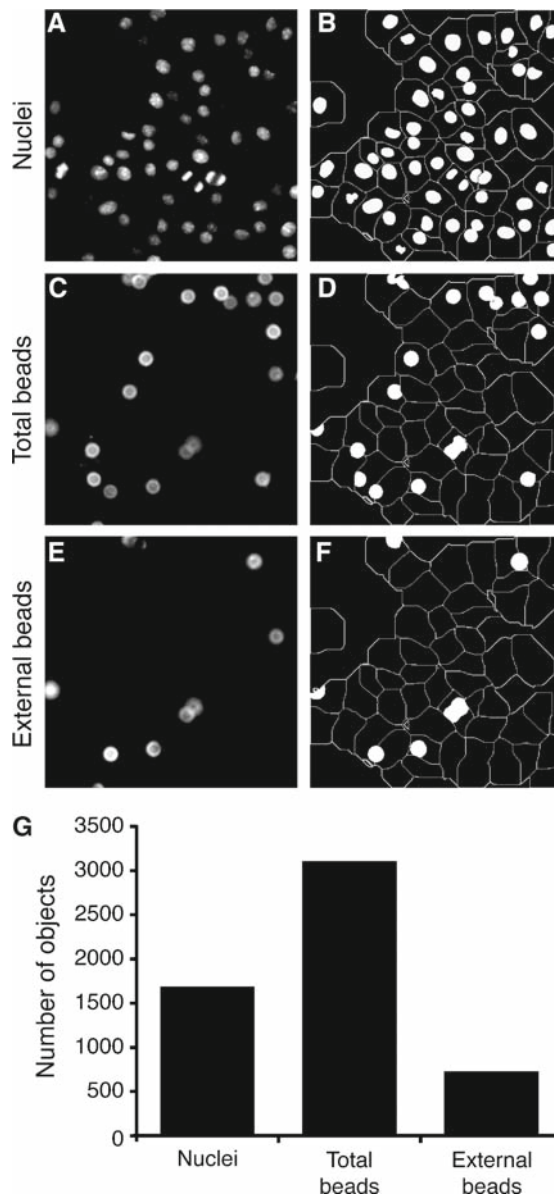 A
B
Nuclei
C
D
Total beads
E
F
External beads
G
3500
3000
2500
2000
1500
1000
500
0
Number of objects
Nuclei
Total
beads
External
beads